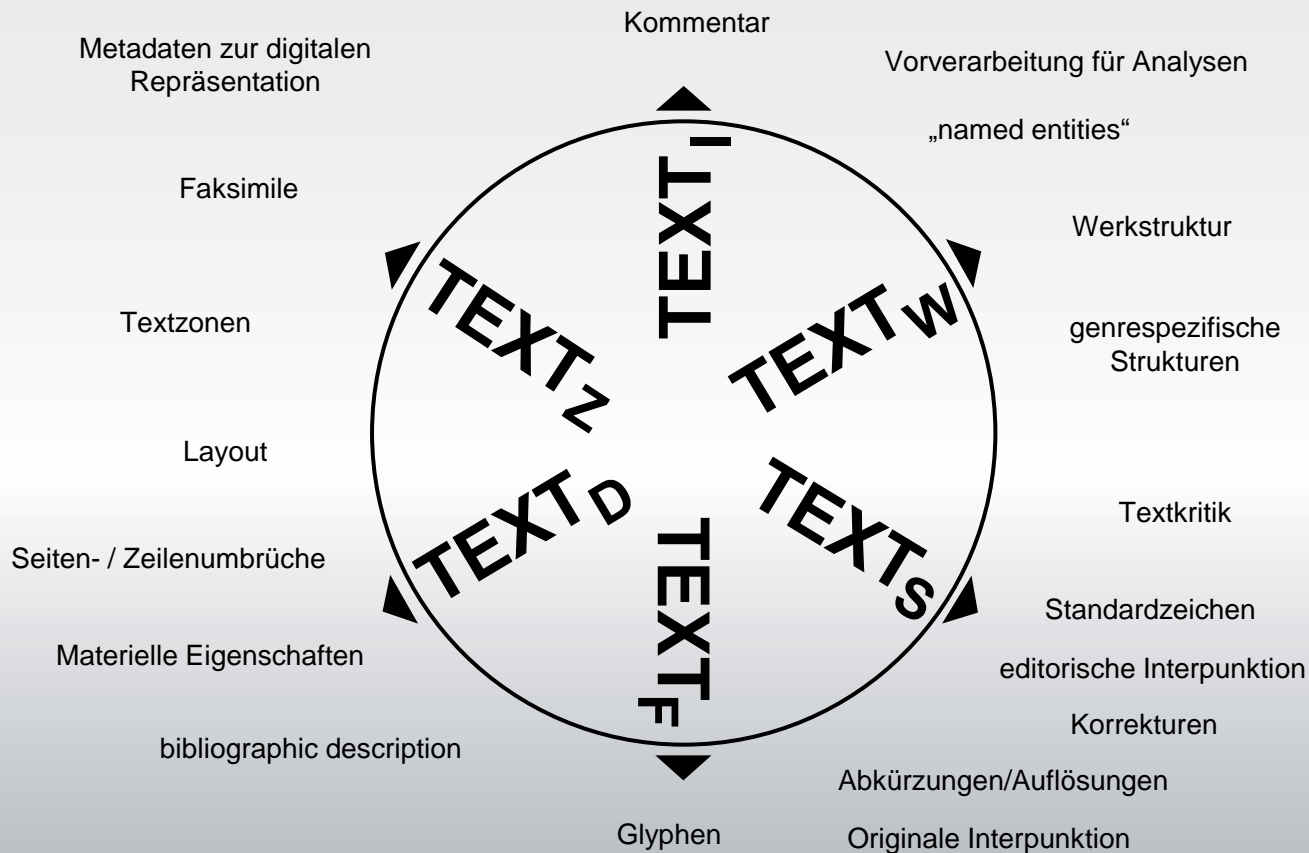 Kommentar
Metadaten zur digitalen
Repräsentation
Vorverarbeitung für Analysen
„named entities“
Faksimile
Werkstruktur
Textzonen
genrespezifische
Strukturen
Layout
Textkritik
Seiten- / Zeilenumbrüche
Standardzeichen
Materielle Eigenschaften
editorische Interpunktion
Korrekturen
bibliographic description
Abkürzungen/Auflösungen
Glyphen
Originale Interpunktion
TEXT I
TEXT W
TEXT S
TEXT F
TEXT D
TEXT Z